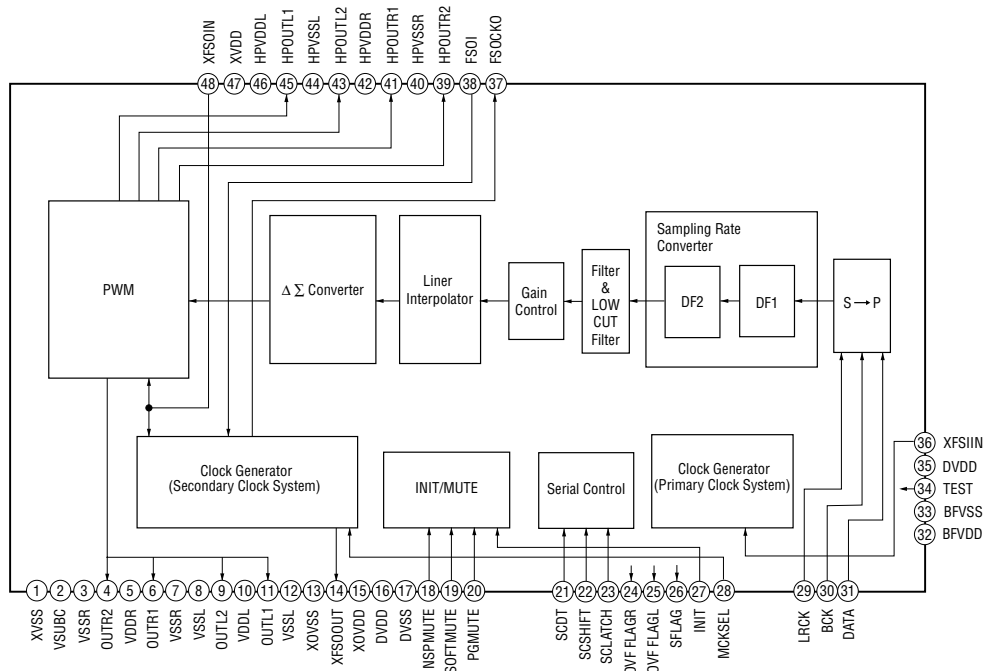 XFSOIN
XVDD
HPVDDL
HPOUTL1
HPVSSL
HPOUTL2
HPVDDR
HPOUTR1
HPVSSR
HPOUTR2
FSOI
FSOCKO
48 47 46 45 44 43 42 41 40 39 38 37
PWM
Δ Σ Converter
Liner
Interpolator
Gain
Control
Filter
&
LOW
CUT
Filter
Sampling Rate
Converter
DF2
DF1
S → P
Clock Generator
(Secondary Clock System)
INIT/MUTE
Serial Control
Clock Generator
(Primary Clock System)
36 XFSIIN
35 DVDD
34 TEST
33 BFVSS
32 BFVDD
1 2 3 4 5 6 7 8 9 10 11 12 13 14 15 16 17 18 19 20 21 22 23 24 25 26 27 28 29 30 31
XVSS
VSUBC
VSSR
OUTR2
VDDR
OUTR1
VSSR
VSSL
OUTL2
VDDL
OUTL1
VSSL
XOVSS
XFSOOUT
XOVDD
DVDD
DVSS
NSPMUTE
SOFTMUTE
PGMUTE
SCDT
SCSHIFT
SCLATCH
OVF FLAGR
OVF FLAGL
SFLAG
INIT
MCKSEL
LRCK
BCK
DATA